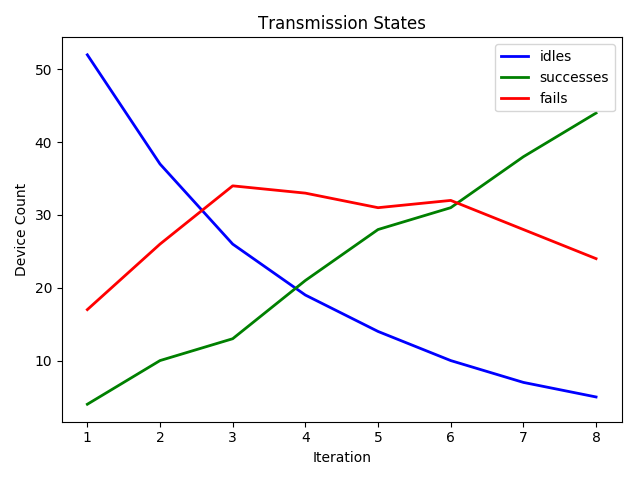 Transmission States
idles
successes
fails
50
40
30
20
10
Device Count
1 2 3 4 5 6 7 8
Iteration